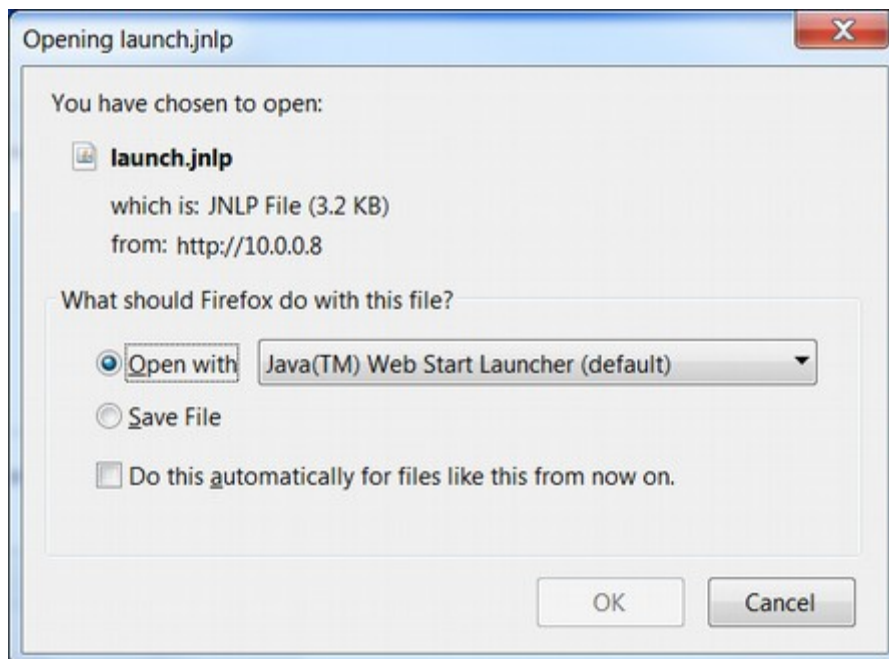 Opening launch.jnlp
You have chosen to open:
launch.jnlp
which is: JNLP File (3.2 KB)
from: http://10.0.0.8
What should Firefox do with this file?
Open with Java(TM) Web Start Launcher (default)
Save File
Do this automatically for files like this from now on.
OK Cancel